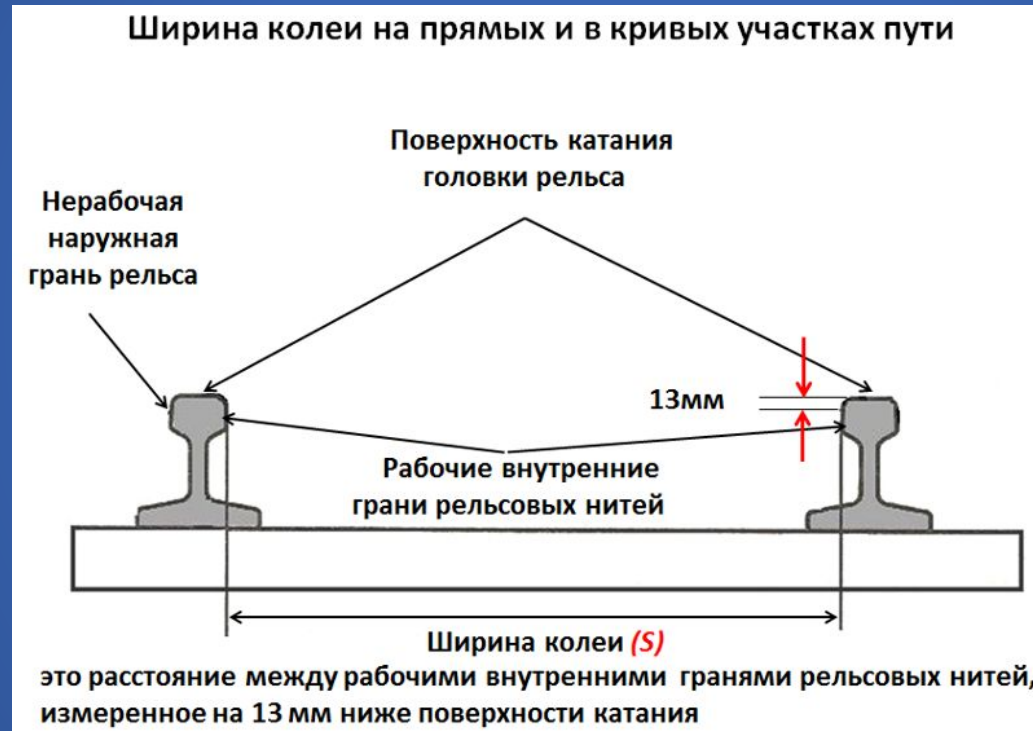 Ширина колеи на прямых и в кривых участках пути
Поверхность катания
головки рельса
Нерабочая
наружная
грань рельса
13мм
Рабочие внутренние
грани рельсовых нитей
Ширина колеи (S)
это расстояние между рабочими внутренними гранями рельсовых нитей,
измеренное на 13 мм ниже поверхности катания